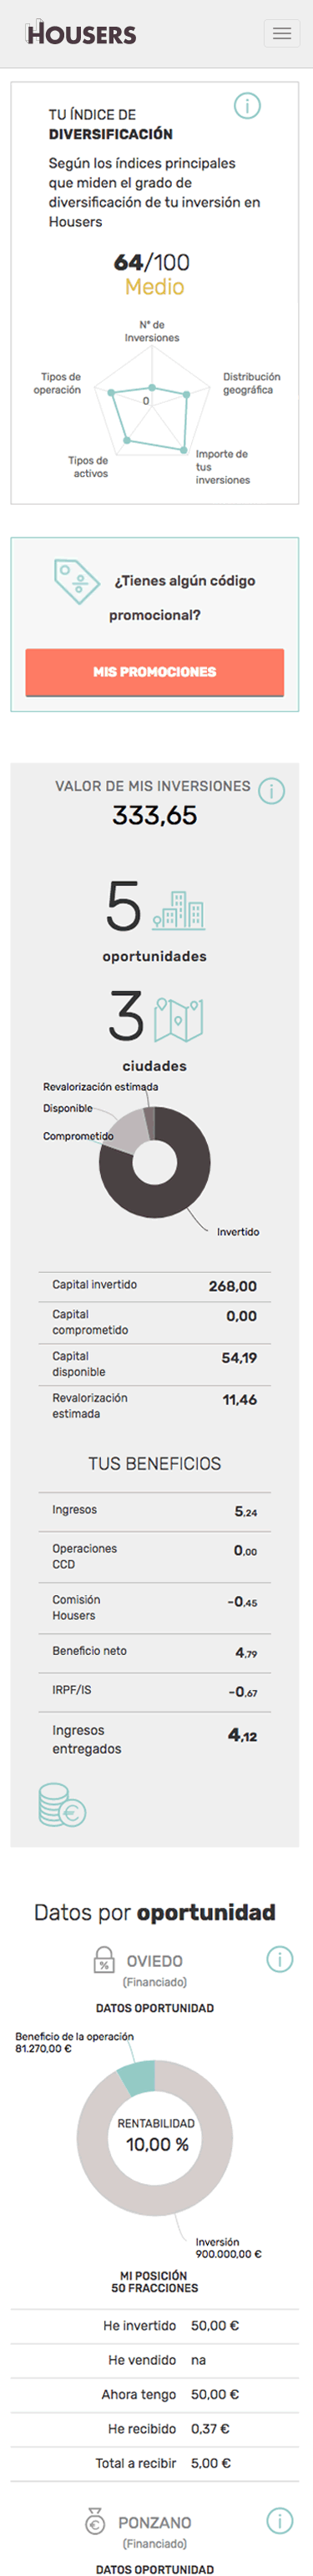 HOUSERS
TU ÍNDICE DE
DIVERSIFICACIÓN
Según los índices principales
que miden el grado de
diversificación de tu inversión en
Housers
64/100
Medio
Nº de
Inversiones
Tipos de
operación
Distribución
geográfica
0
Tipos de
activos
Importe de
tus
inversiones
¿Tienes algún código
promocional?
MIS PROMOCIONES
VALOR DE MIS INVERSIONES
333,65
5
oportunidades
3
ciudades
Revalorización estimada
Disponible
Comprometido
Invertido
Capital invertido 268,00
Capital
comprometido 0,00
Capital
disponible 54,19
Revalorización
estimada 11,46
TUS BENEFICIOS
Ingresos 5,24
Operaciones
CCD 0,00
Comisión
Housers -0,45
Beneficio neto 4,79
IRPF/IS -0,67
Ingresos
entregados 4,12
Datos por oportunidad
% OVIEDO
(Financiado)
DATOS OPORTUNIDAD
Beneficio de la operación
81.270,00 €
RENTABILIDAD
10,00 %
Inversión
900.000,00 €
MI POSICIÓN
50 FRACCIONES
He invertido 50,00 €
He vendido na
Ahora tengo 50,00 €
He recibido 0,37 €
Total a recibir 5,00 €
€ PONZANO
(Financiado)
DATOS OPORTUNIDAD